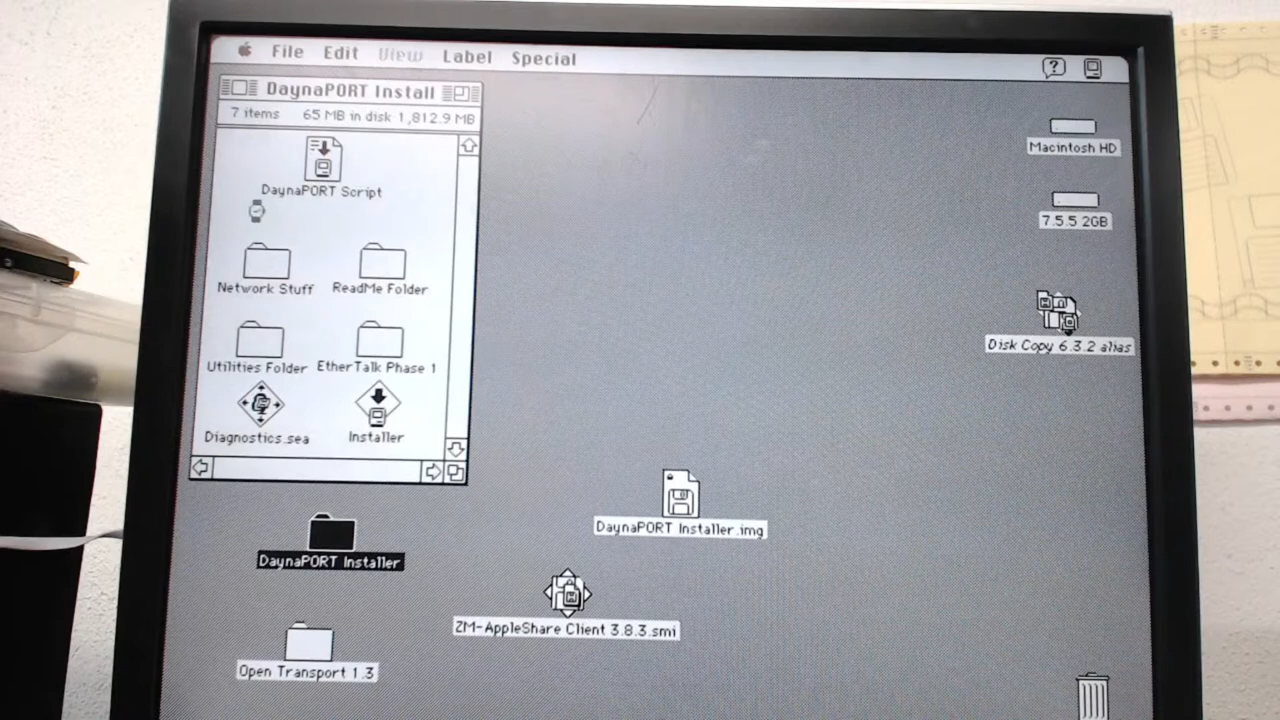 File Edit View Label Special
DaynaPORT Install
7 items 65 MB in disk 1,812.9 MB
DaynaPORT Script
Network Stuff ReadMe Folder
Utilities Folder EtherTalk Phase 1
Diagnostics.sea Installer
Macintosh HD
7.5.5 2GB
Disk Copy 6.3.2 alias
DaynaPORT Installer.img
DaynaPORT Installer
ZM-AppleShare Client 3.8.3.smi
Open Transport 1.3